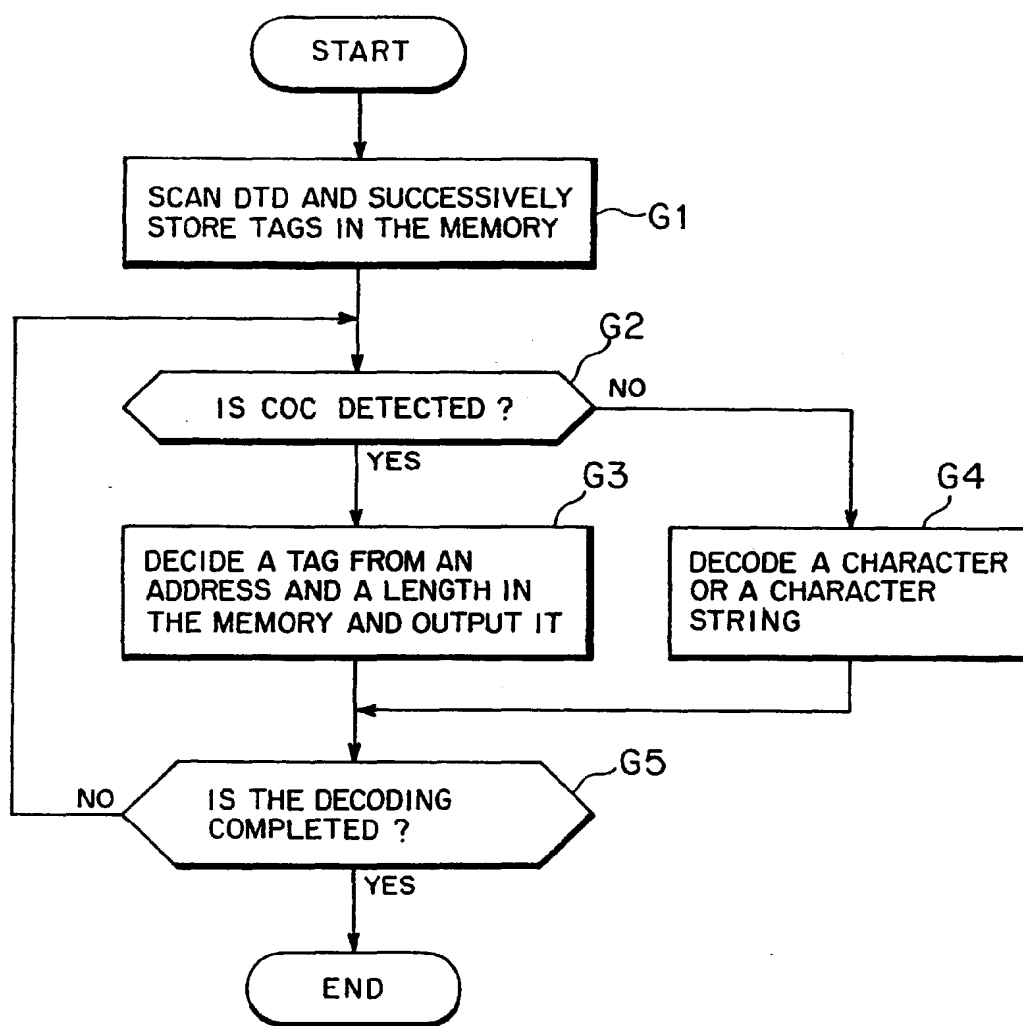 START
SCAN DTD AND SUCCESSIVELY
STORE TAGS IN THE MEMORY
G1
G2
IS COC DETECTED ?
NO
YES
G3
G4
DECIDE A TAG FROM AN
ADDRESS AND A LENGTH IN
THE MEMORY AND OUTPUT IT
DECODE A CHARACTER
OR A CHARACTER
STRING
G5
NO
IS THE DECODING
COMPLETED ?
YES
END